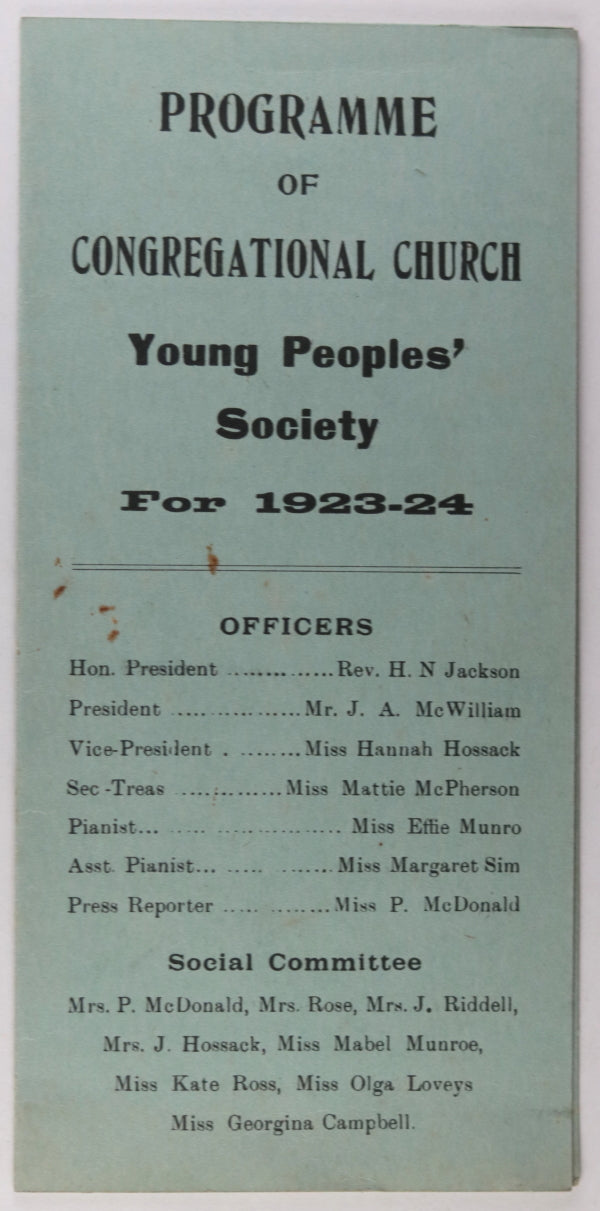 PROGRAMME
OF
CONGREGATIONAL CHURCH
Young Peoples'
Society
For 1923-24
OFFICERS
Hon. President .............Rev. H. N Jackson
President .................Mr. J. A. McWilliam
Vice-President . ........Miss Hannah Hossack
Sec-Treas .............Miss Mattie McPherson
Pianist... ..... .................. Miss Effie Munro
Asst. Pianist... ..... .......Miss Margaret Sim
Press Reporter ..... ........Miss P. McDonald
Social Committee
Mrs. P. McDonald, Mrs. Rose, Mrs. J. Riddell,
Mrs. J. Hossack, Miss Mabel Munroe,
Miss Kate Ross, Miss Olga Loveys
Miss Georgina Campbell.